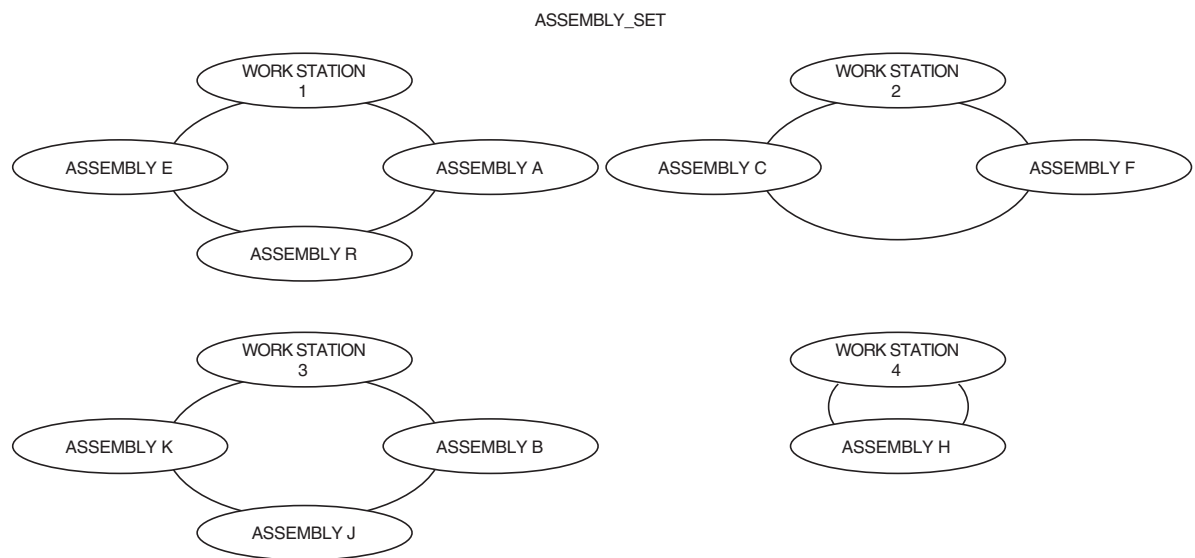 ASSEMBLY_SET
WORK STATION
1
WORK STATION
2
ASSEMBLY E
ASSEMBLY A
ASSEMBLY C
ASSEMBLY F
ASSEMBLY R
WORK STATION
3
WORK STATION
4
ASSEMBLY K
ASSEMBLY B
ASSEMBLY H
ASSEMBLY J